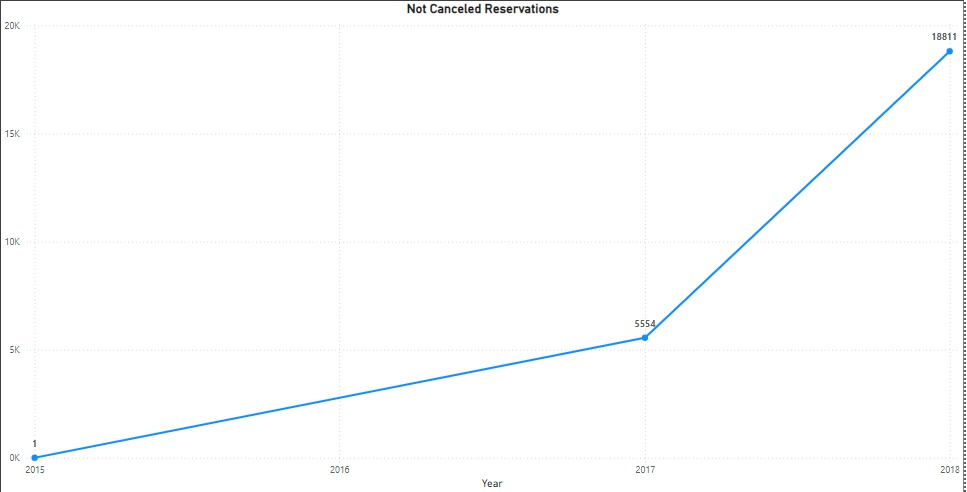 Not Canceled Reservations
20K
18811
15K
10K
5554
5K
1
0K
2015 2016 2017 2018
Year